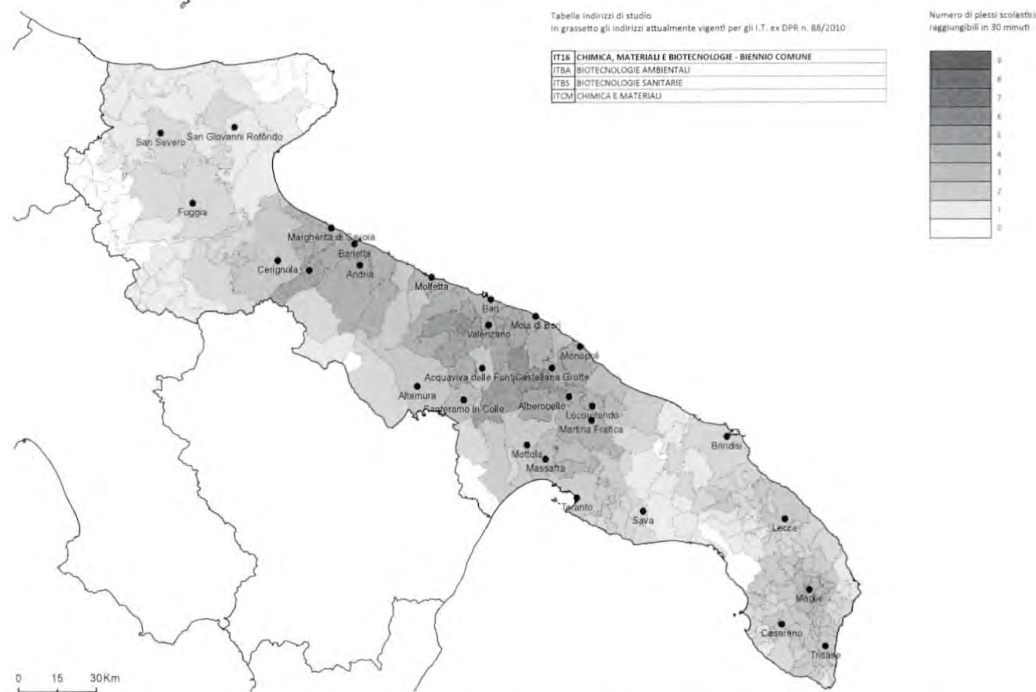 Tabelle indirizzi di studio
In grassetto gli indirizzi attualmente vigenti per gli I.T. ex DPR n. 88/2010
IT16 CHIMICA, MATERIALI E BIOTECNOLOGIE - BIENNIO COMUNE
ITBA BIOTECNOLOGIE AMBIENTALI
ITBS BIOTECNOLOGIE SANITARIE
ITCM CHIMICA E MATERIALI
Numero di plessi scolastici
raggiungibili in 30 minuti
9
8
7
6
5
4
3
2
1
0
San Severo
San Giovanni Rotondo
Foggia
Margherita di Savoia
Barletta
Cerignola
Andria
Molfetta
Bari
Valenzano
Mola di Bari
Monopoli
Acquaviva delle Fonti
Castellana Grotte
Altamura
Santeramo in Colle
Alberobello
Locorotondo
Martina Franca
Mottola
Massafra
Taranto
Sava
Brindisi
Lecce
Maglie
Casarano
Tricase
0 15 30 Km